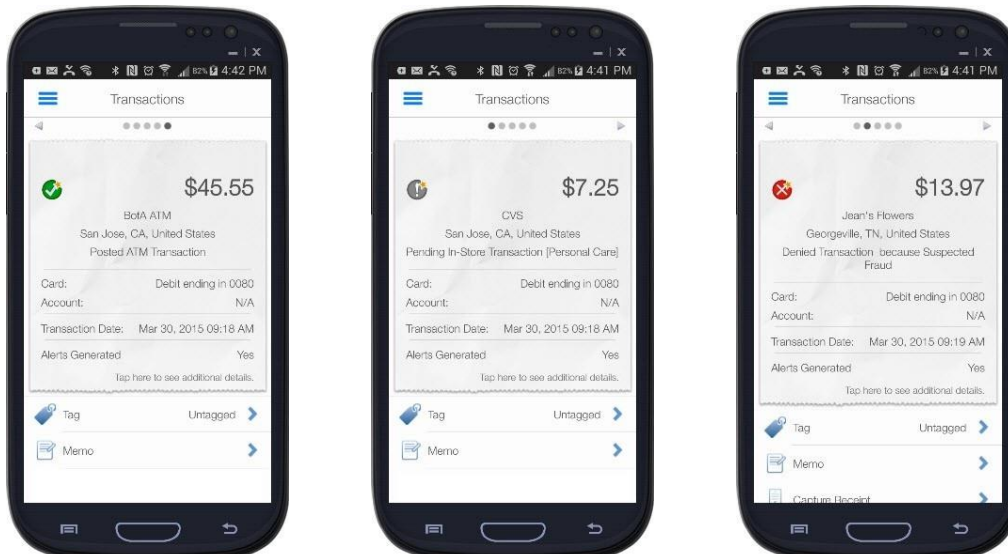 82% 4:42 PM
Transactions
$45.55
BofA ATM
San Jose, CA, United States
Posted ATM Transaction
Card: Debit ending in 0080
Account: N/A
Transaction Date: Mar 30, 2015 09:18 AM
Alerts Generated Yes
Tap here to see additional details.
Tag Untagged
Memo
82% 4:41 PM
Transactions
$7.25
CVS
San Jose, CA, United States
Pending In-Store Transaction [Personal Care]
Card: Debit ending in 0080
Account: N/A
Transaction Date: Mar 30, 2015 09:18 AM
Alerts Generated Yes
Tap here to see additional details.
Tag Untagged
Memo
82% 4:41 PM
Transactions
$13.97
Jean's Flowers
Georgeville, TN, United States
Denied Transaction because Suspected
Fraud
Card: Debit ending in 0080
Account: N/A
Transaction Date: Mar 30, 2015 09:19 AM
Alerts Generated Yes
Tap here to see additional details.
Tag Untagged
Memo
Capture Receipt